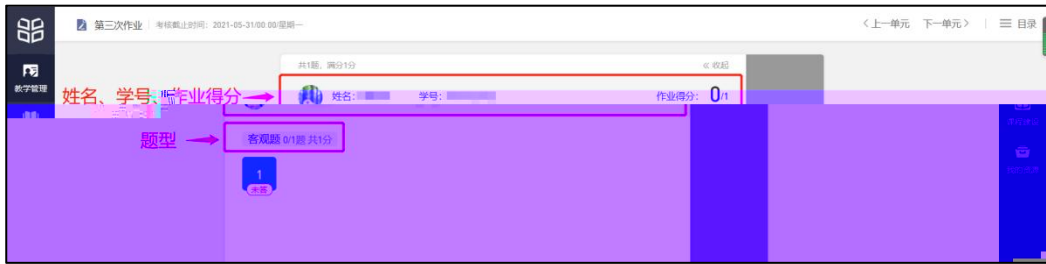 第三次作业 考核截止时间：2021-05-31/00:00/星期一
上一单元 下一单元 目录
共1题，满分1分 收起
教学管理
姓名、学号、作业得分 姓名： 学号： 作业得分： 0/1
题型 客观题 0/1题 共1分
1
未答